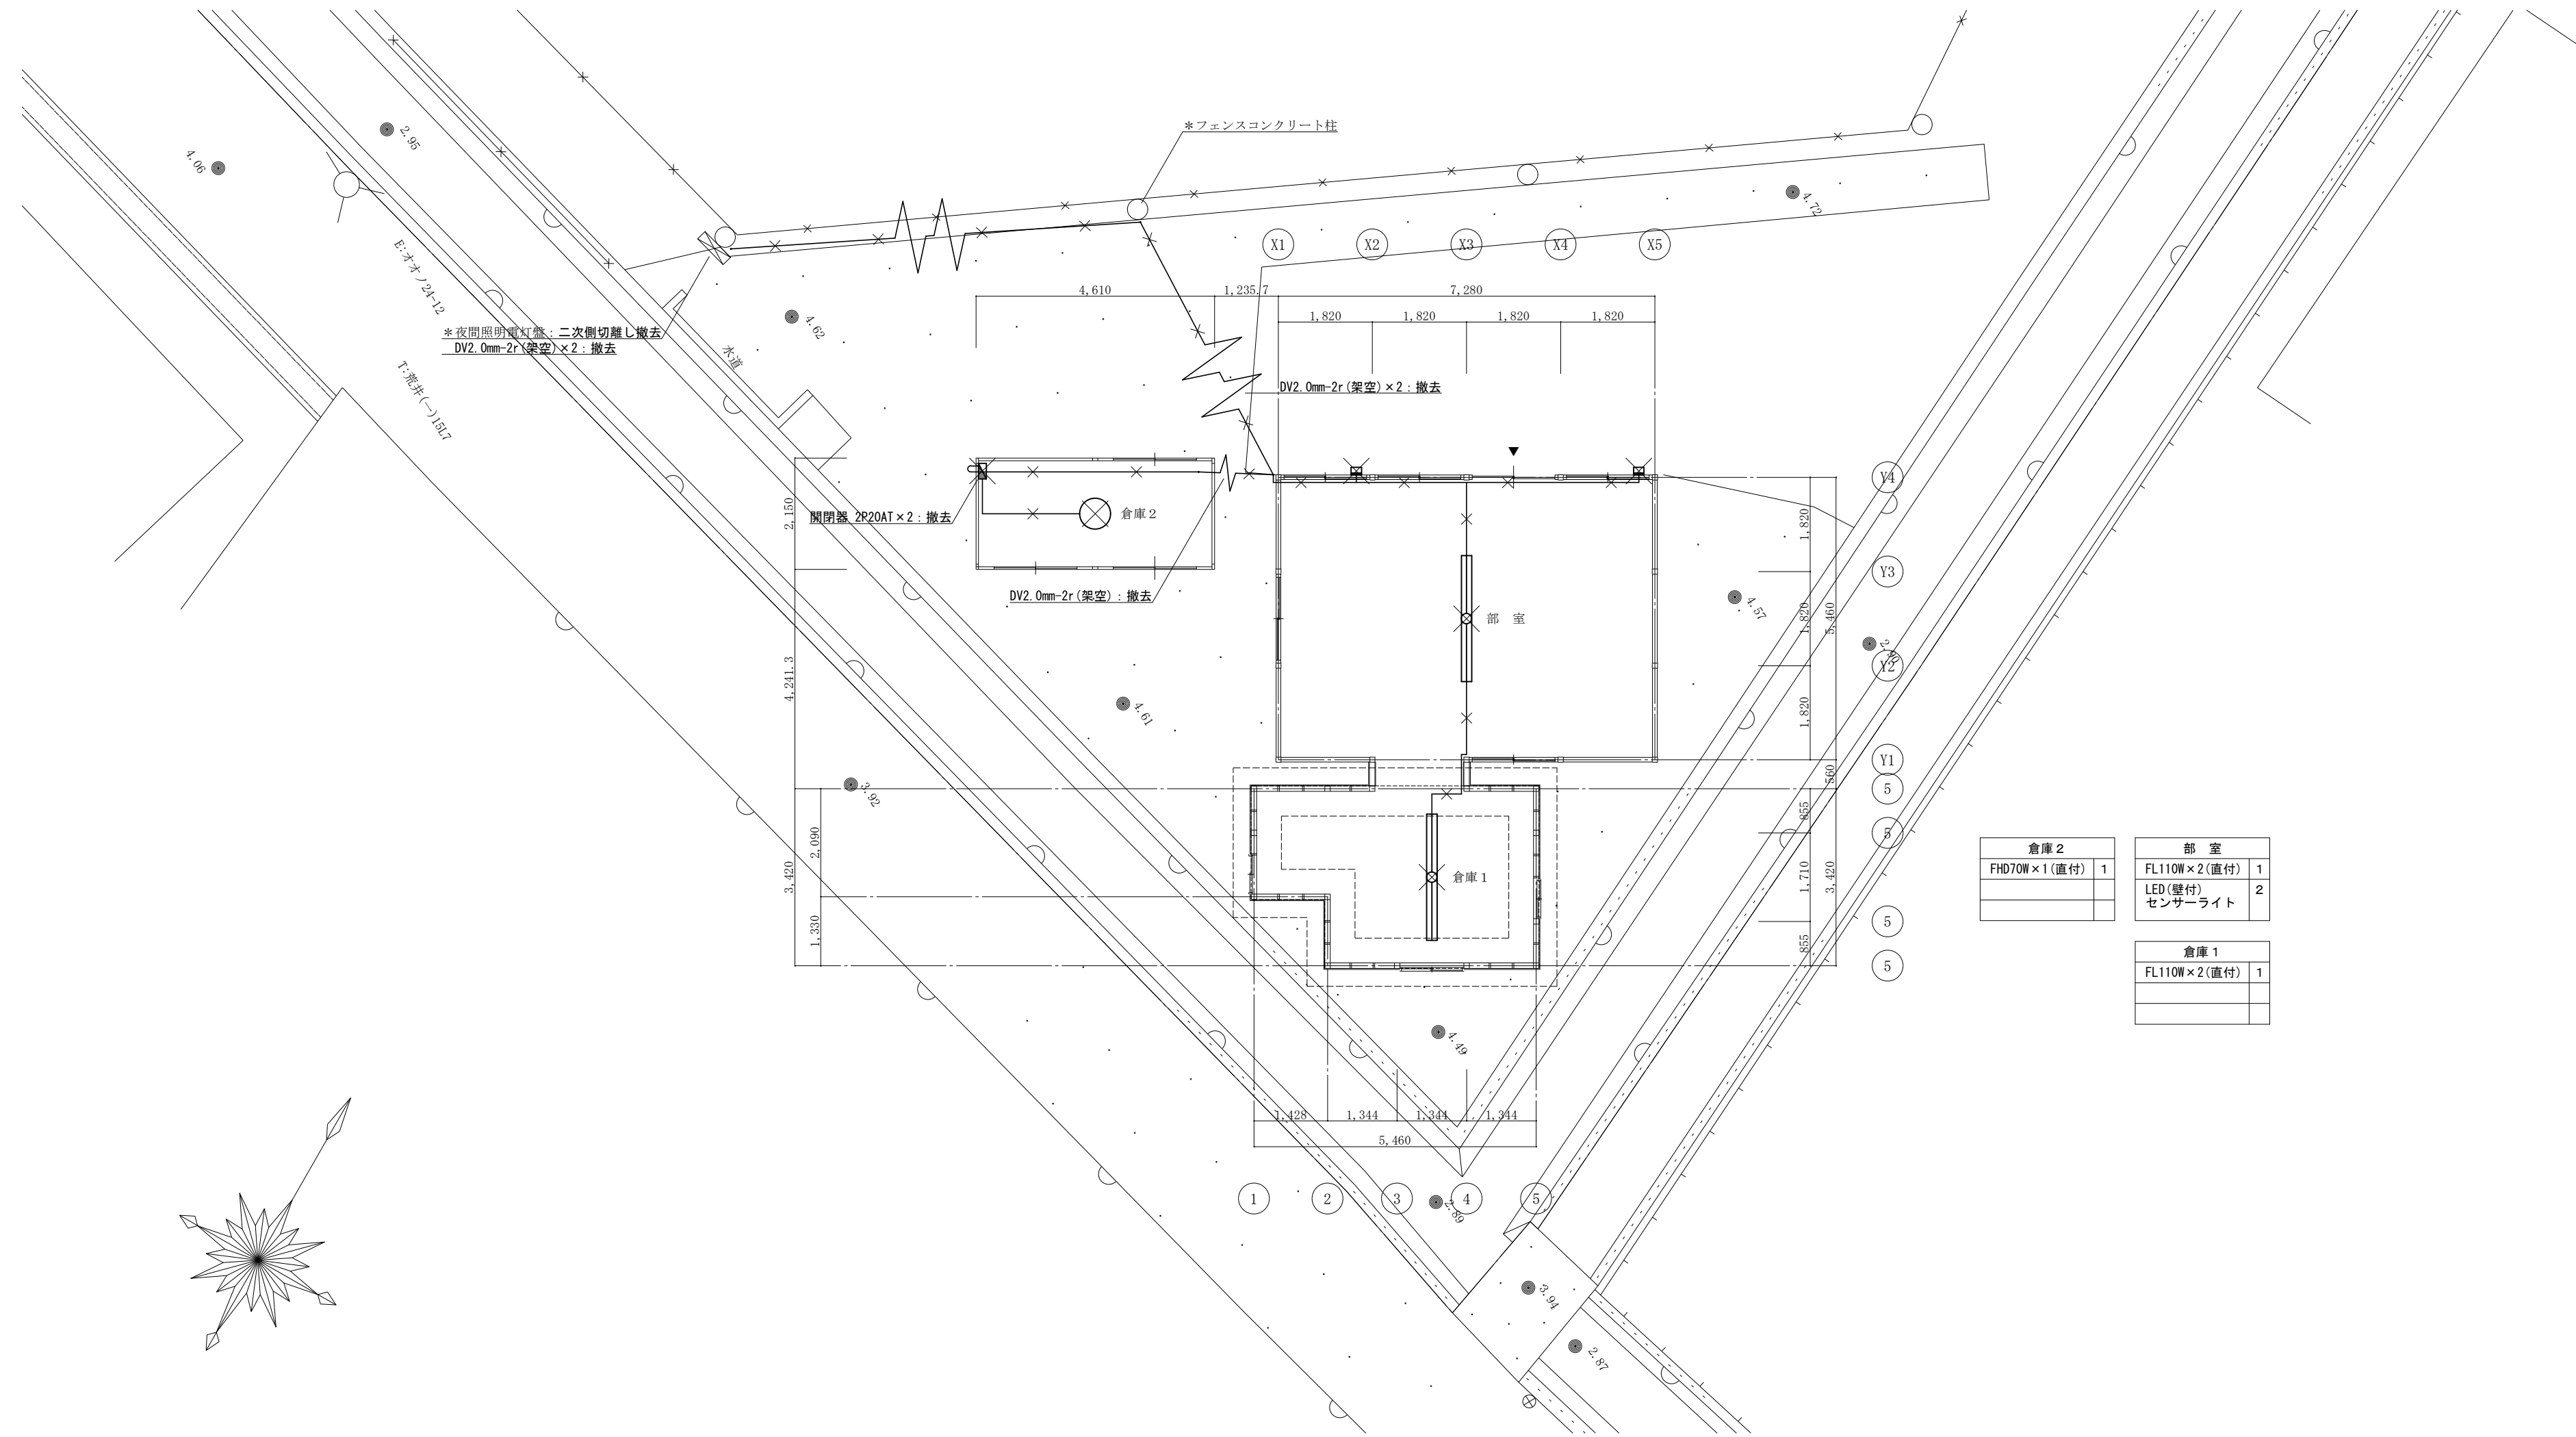 ＊フェンスコンクリート柱
4.06
2.95
4.72
E:オオノ24-12
T:荒井(一)15L7
＊夜間照明電灯盤：二次側切離し撤去
DV2.0mm-2r(架空)×2：撤去
水道
4.62
X1
X2
X3
X4
X5
4,610
1,235.7
7,280
1,820
1,820
1,820
1,820
DV2.0mm-2r(架空)×2：撤去
開閉器 2P20AT×2：撤去
倉庫２
DV2.0mm-2r(架空)：撤去
部　室
倉庫１
2,150
4,241.3
3,420
2,090
1,330
4.61
3.92
4.57
2.90
4.49
2.89
3.94
2.87
Y4
Y3
Y2
Y1
5
5
5
5
1,820
1,820
1,820
5,460
560
855
1,710
855
3,420
1,428
1,344
1,344
1,344
5,460
1
2
3
4
5
倉庫２
FHD70W×1(直付) 1
部　室
FL110W×2(直付) 1
LED(壁付) 2
センサーライト
倉庫１
FL110W×2(直付) 1